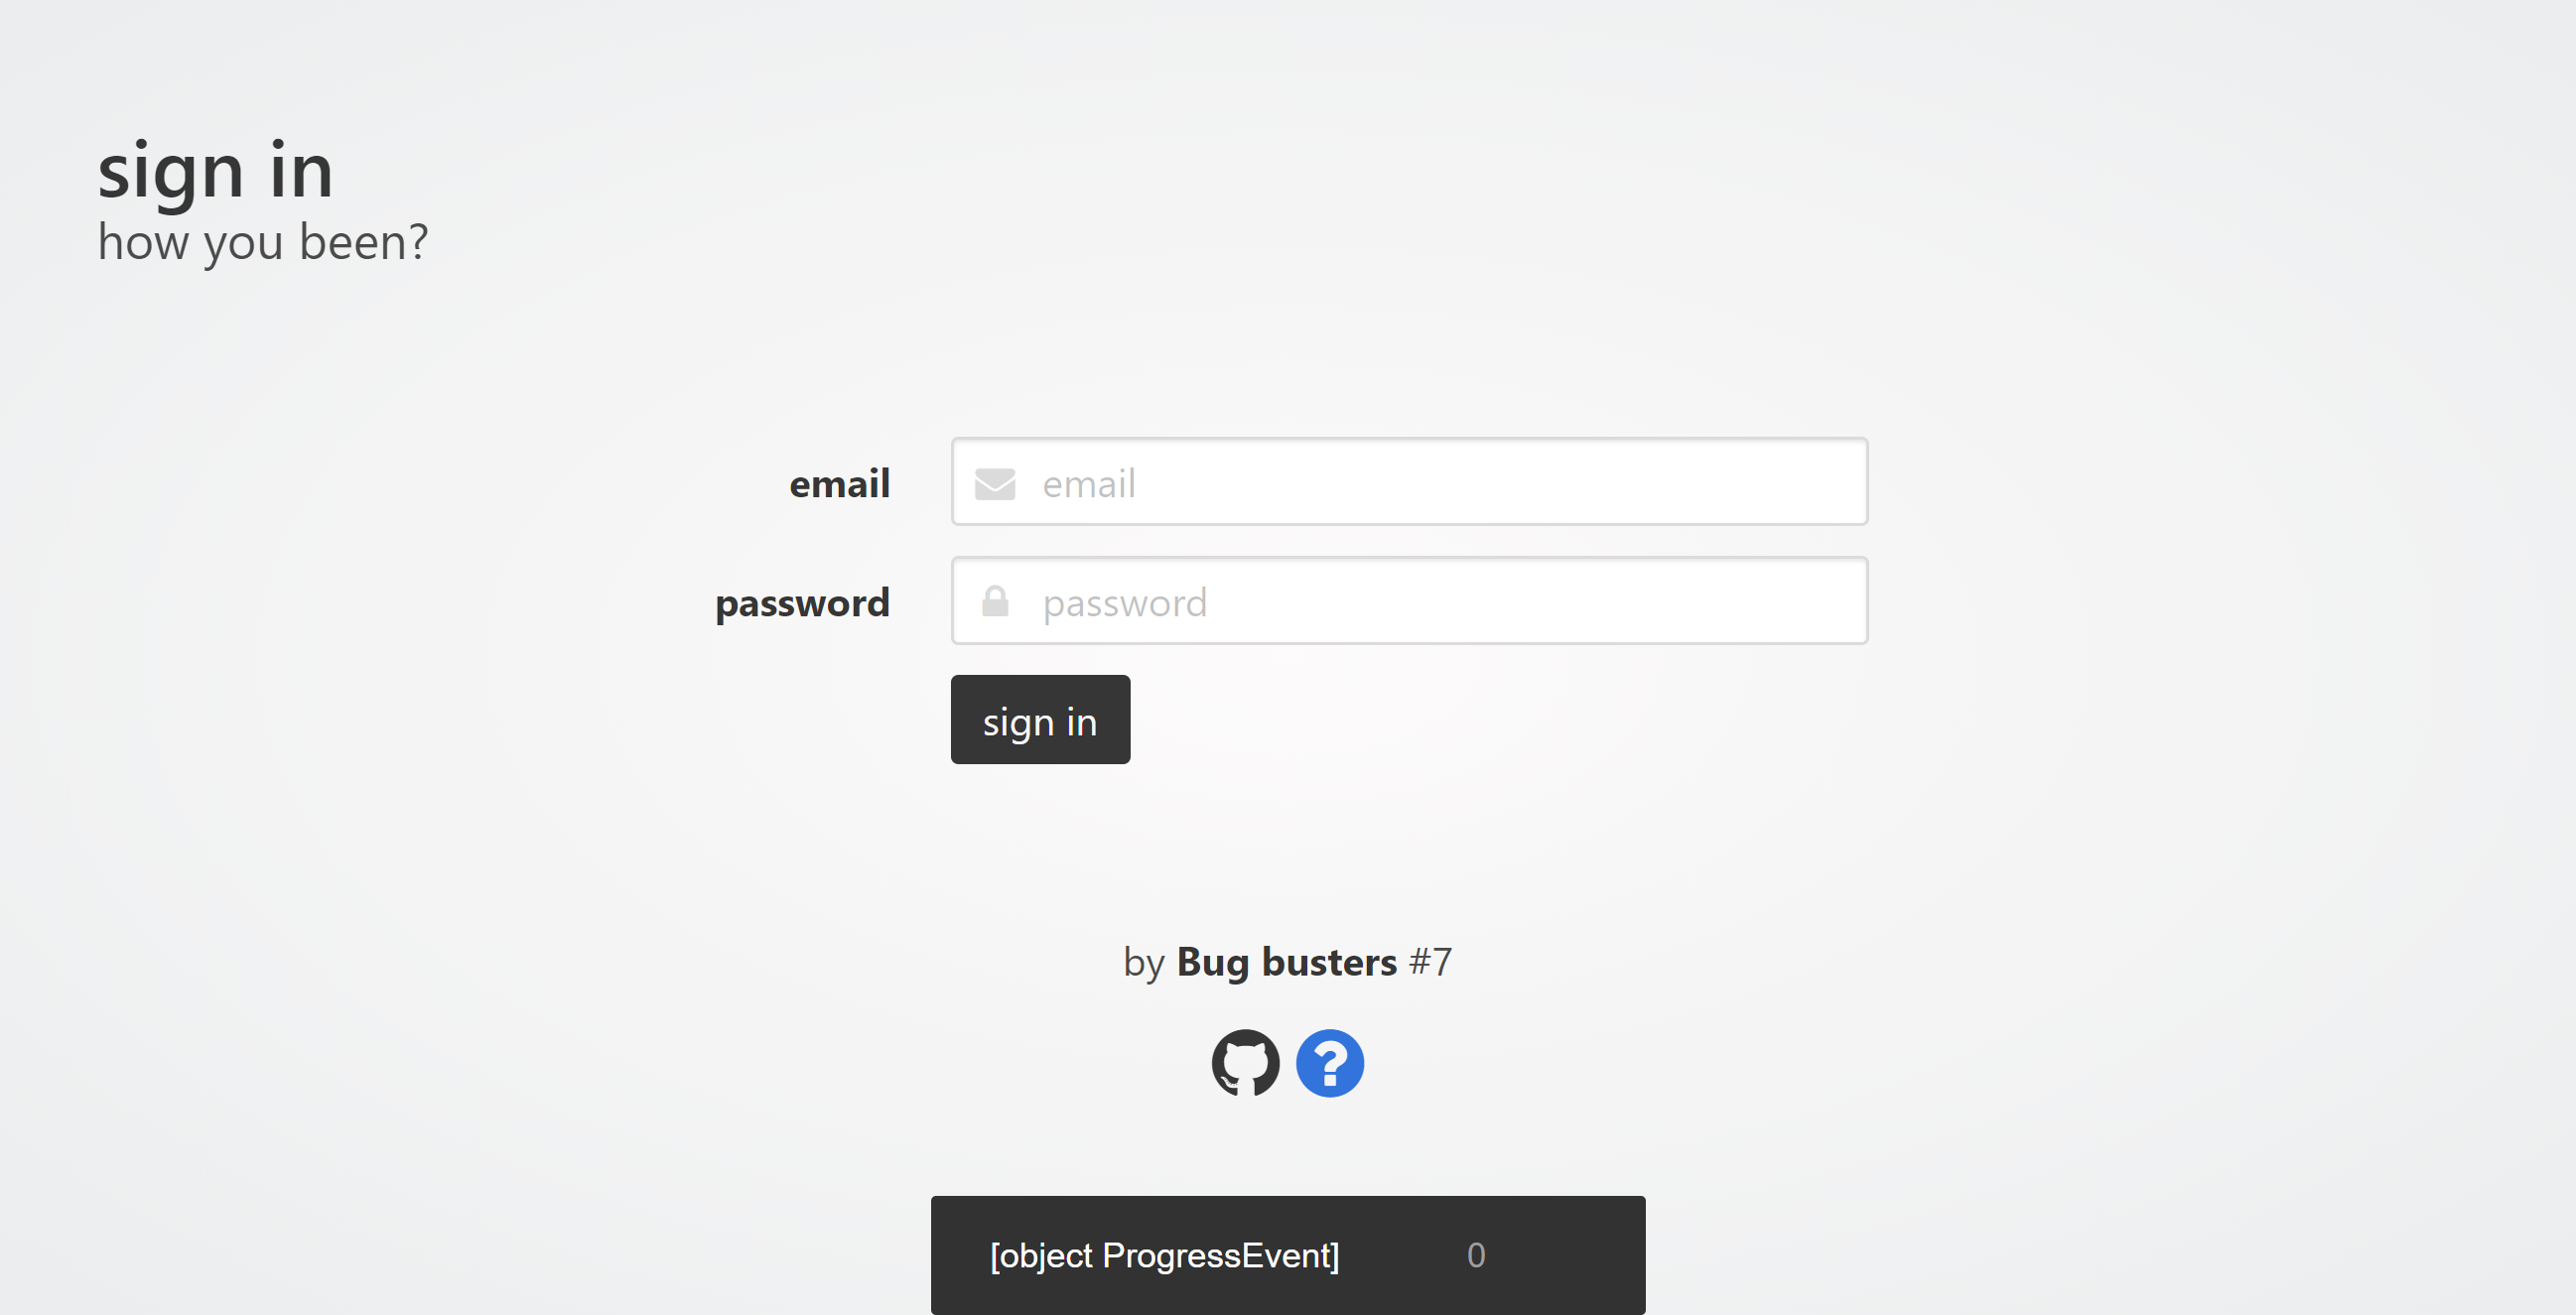 sign in
how you been?
email
email
password
password
sign in
by Bug busters #7
[object ProgressEvent] 0